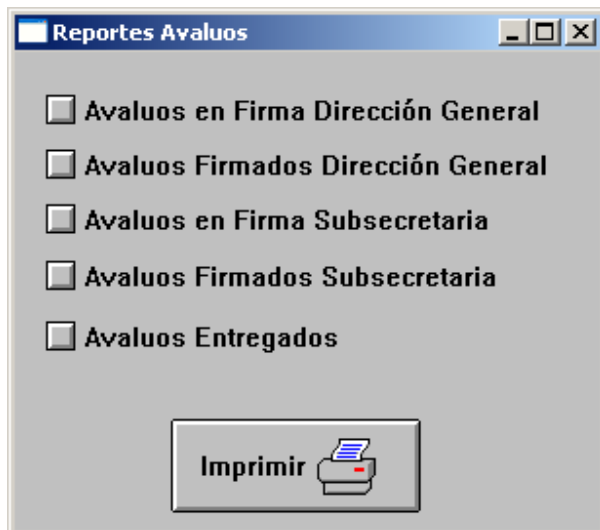 Reportes Avaluos
Avaluos en Firma Dirección General
Avaluos Firmados Dirección General
Avaluos en Firma Subsecretaria
Avaluos Firmados Subsecretaria
Avaluos Entregados
Imprimir